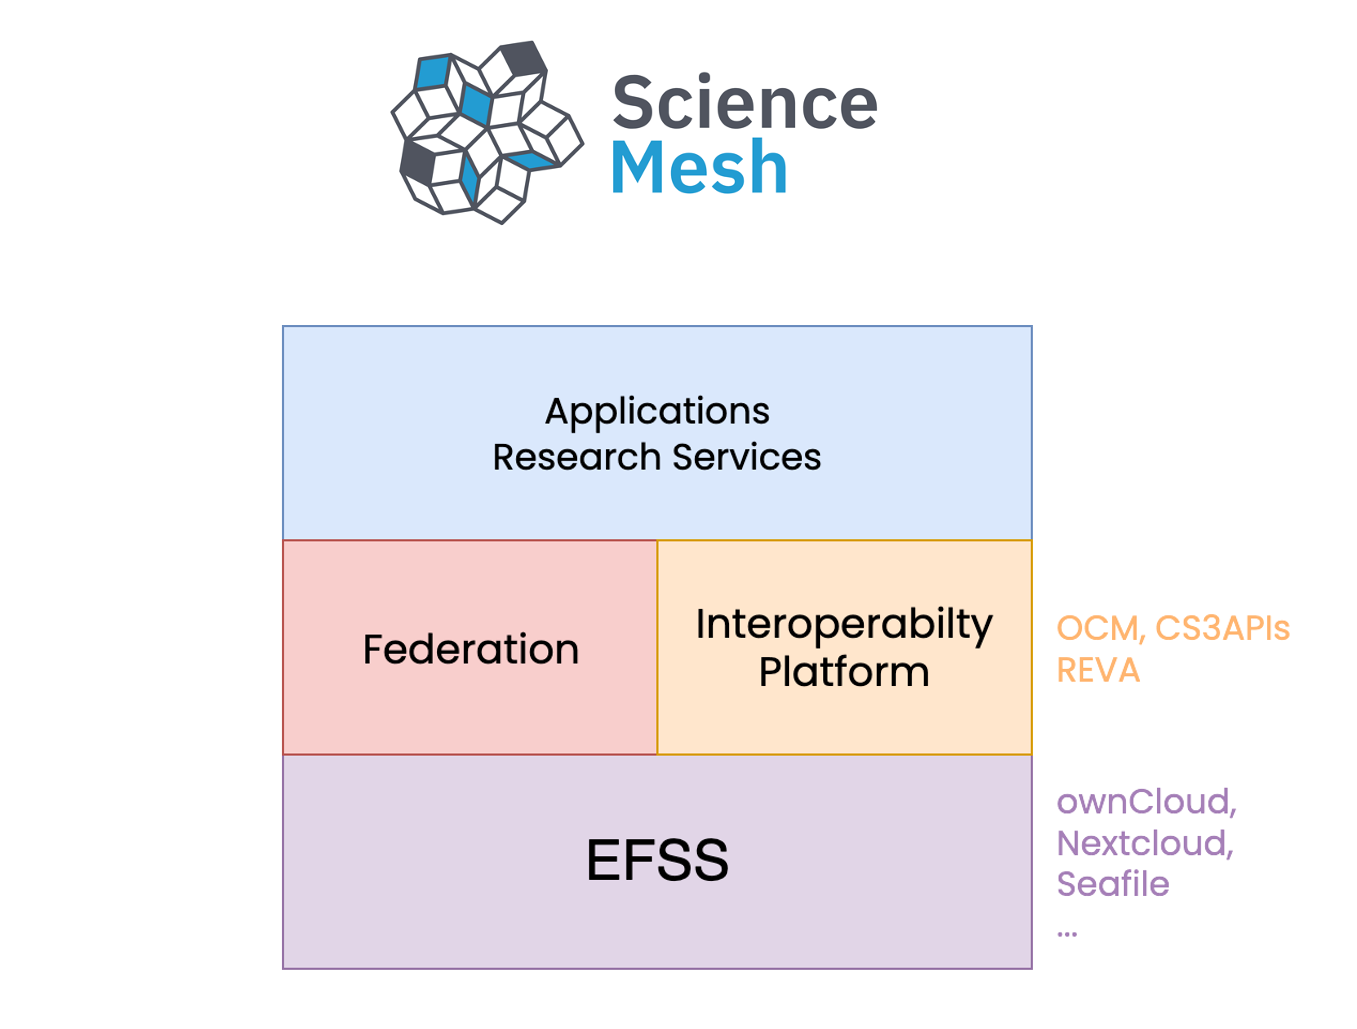 Science
Mesh
Applications
Research Services
Federation
Interoperabilty
Platform
OCM, CS3APIs
REVA
EFSS
ownCloud,
Nextcloud,
Seafile
...